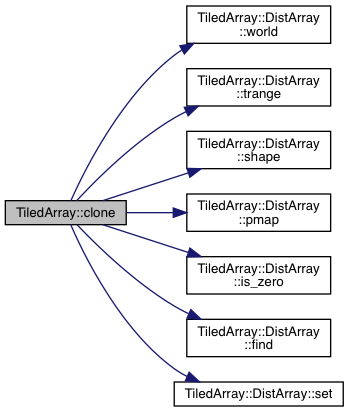 TiledArray::DistArray
::world
TiledArray::DistArray
::trange
TiledArray::DistArray
::shape
TiledArray::clone
TiledArray::DistArray
::pmap
TiledArray::DistArray
::is_zero
TiledArray::DistArray
::find
TiledArray::DistArray::set